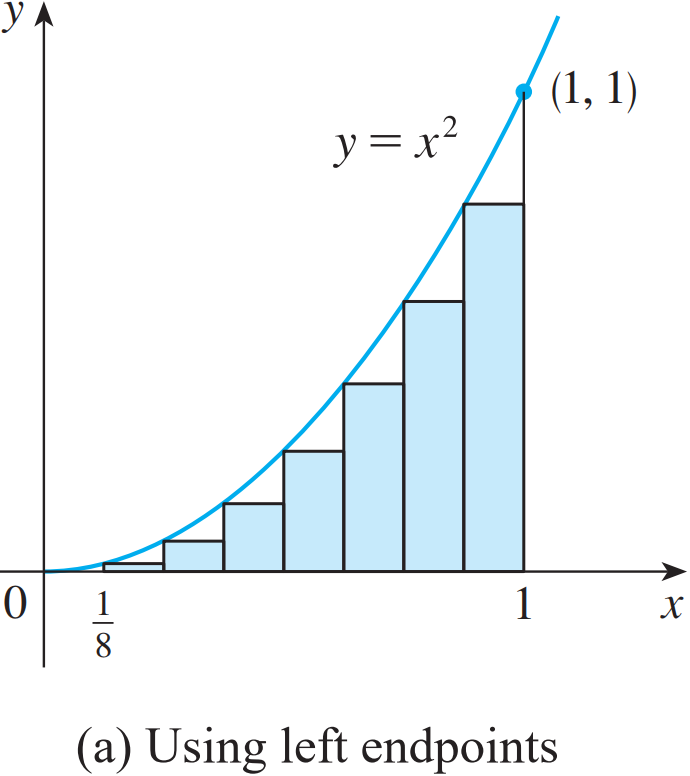 y
(1, 1)
y = x²
0
1/8
1
x
(a) Using left endpoints